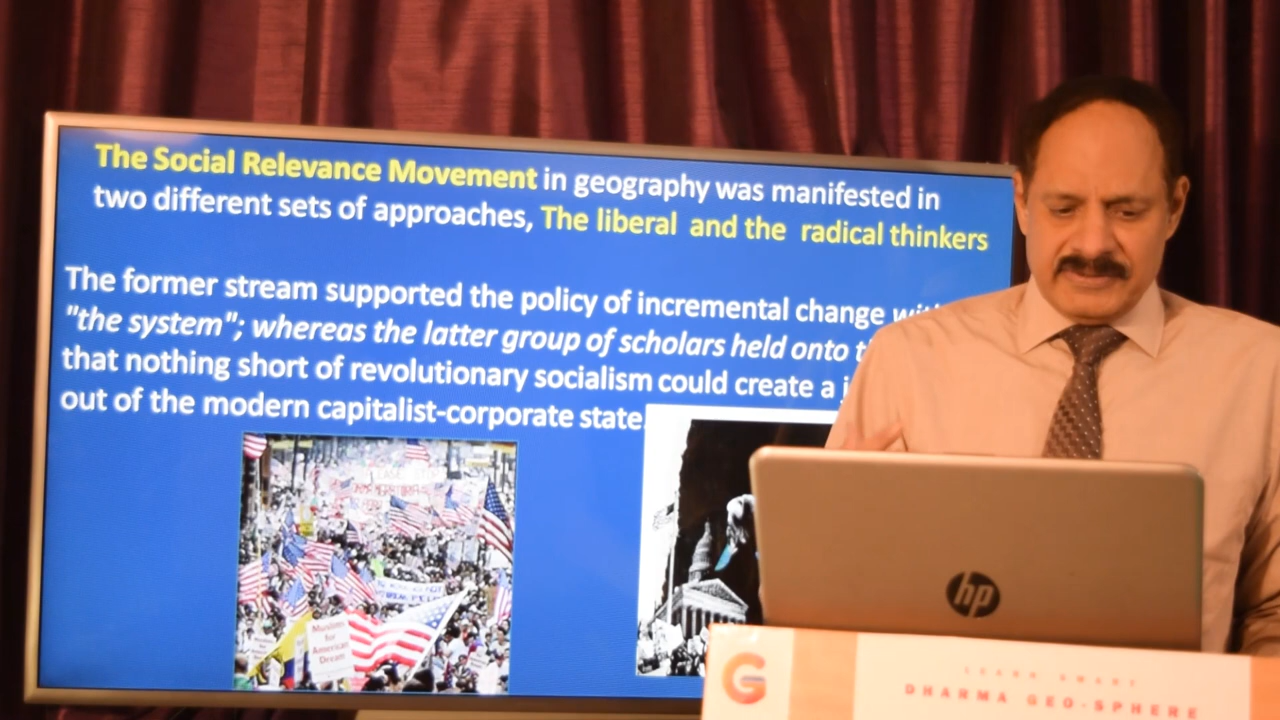 The Social Relevance Movement in geography was manifested in
two different sets of approaches, The liberal and the radical thinkers
The former stream supported the policy of incremental change
"the system"; whereas the latter group of scholars held onto
that nothing short of revolutionary socialism could create a
out of the modern capitalist-corporate state.
Muslims
for
American
Dream
hp
G
LEARN SMART
DHARMA GEO-SPHERE